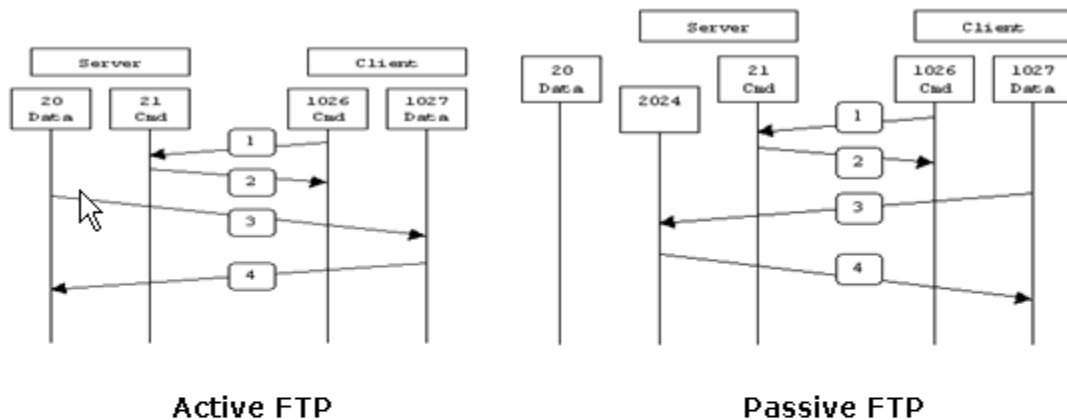 Server
Client
20
Data
21
Cmd
1026
Cmd
1027
Data
1
2
3
4
Active FTP
Server
Client
20
Data
2024
21
Cmd
1026
Cmd
1027 Data
1
2
3
4
Passive FTP